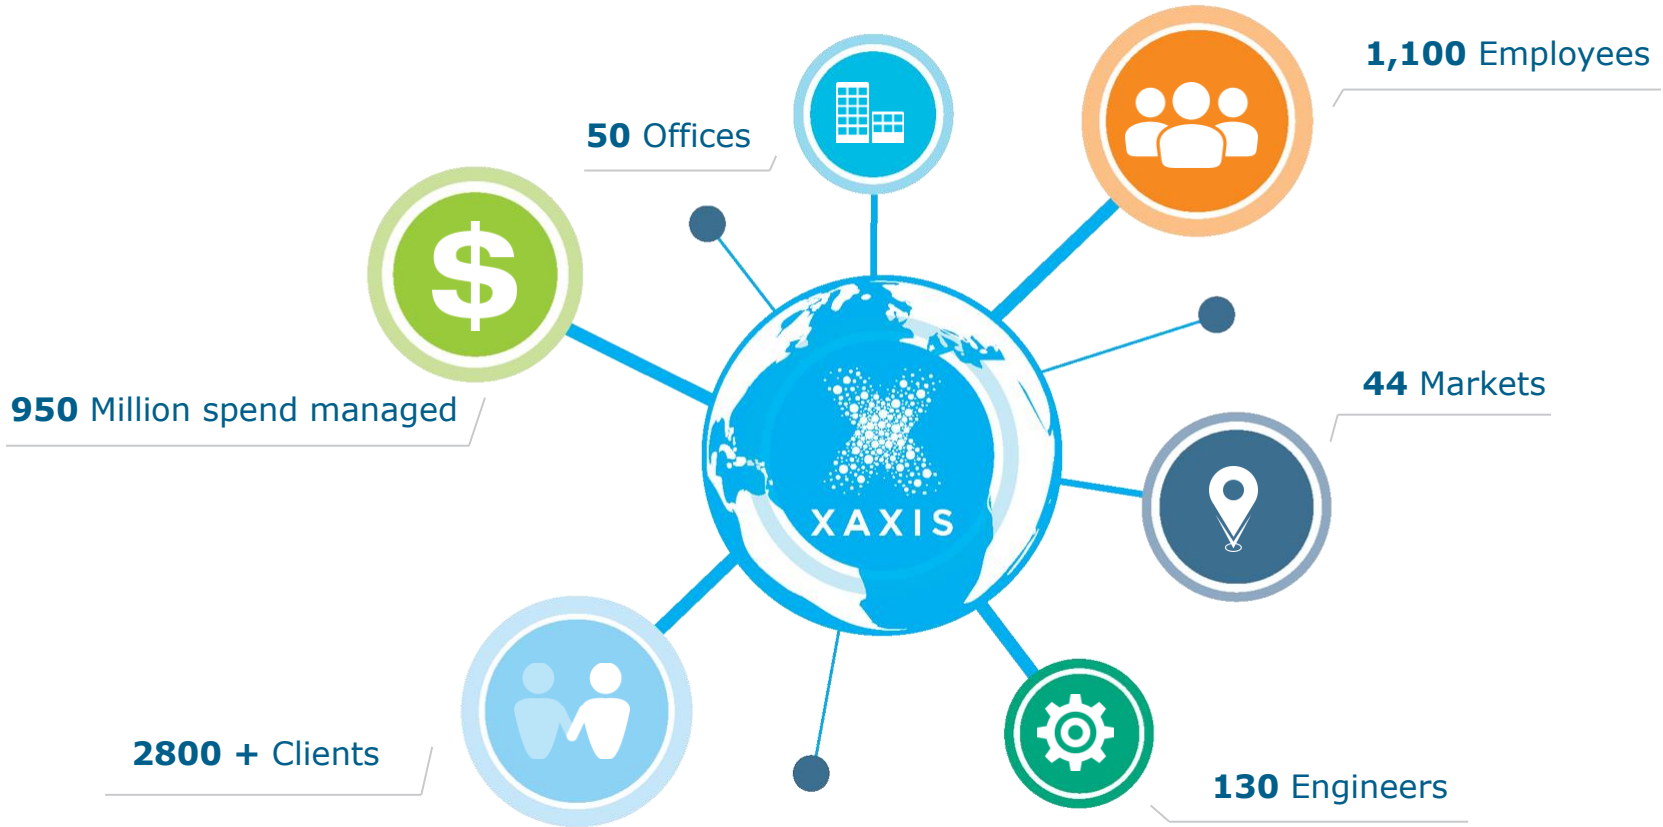 1,100 Employees
50 Offices
$
44 Markets
950 Million spend managed
XAXIS
2800 + Clients
130 Engineers